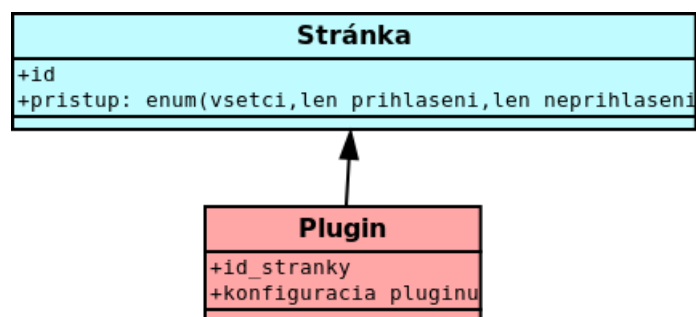 Stránka
+id
+pristup: enum(vsetci,len prihlaseni,len neprihlaseni
Plugin
+id_stranky
+konfiguracia pluginu